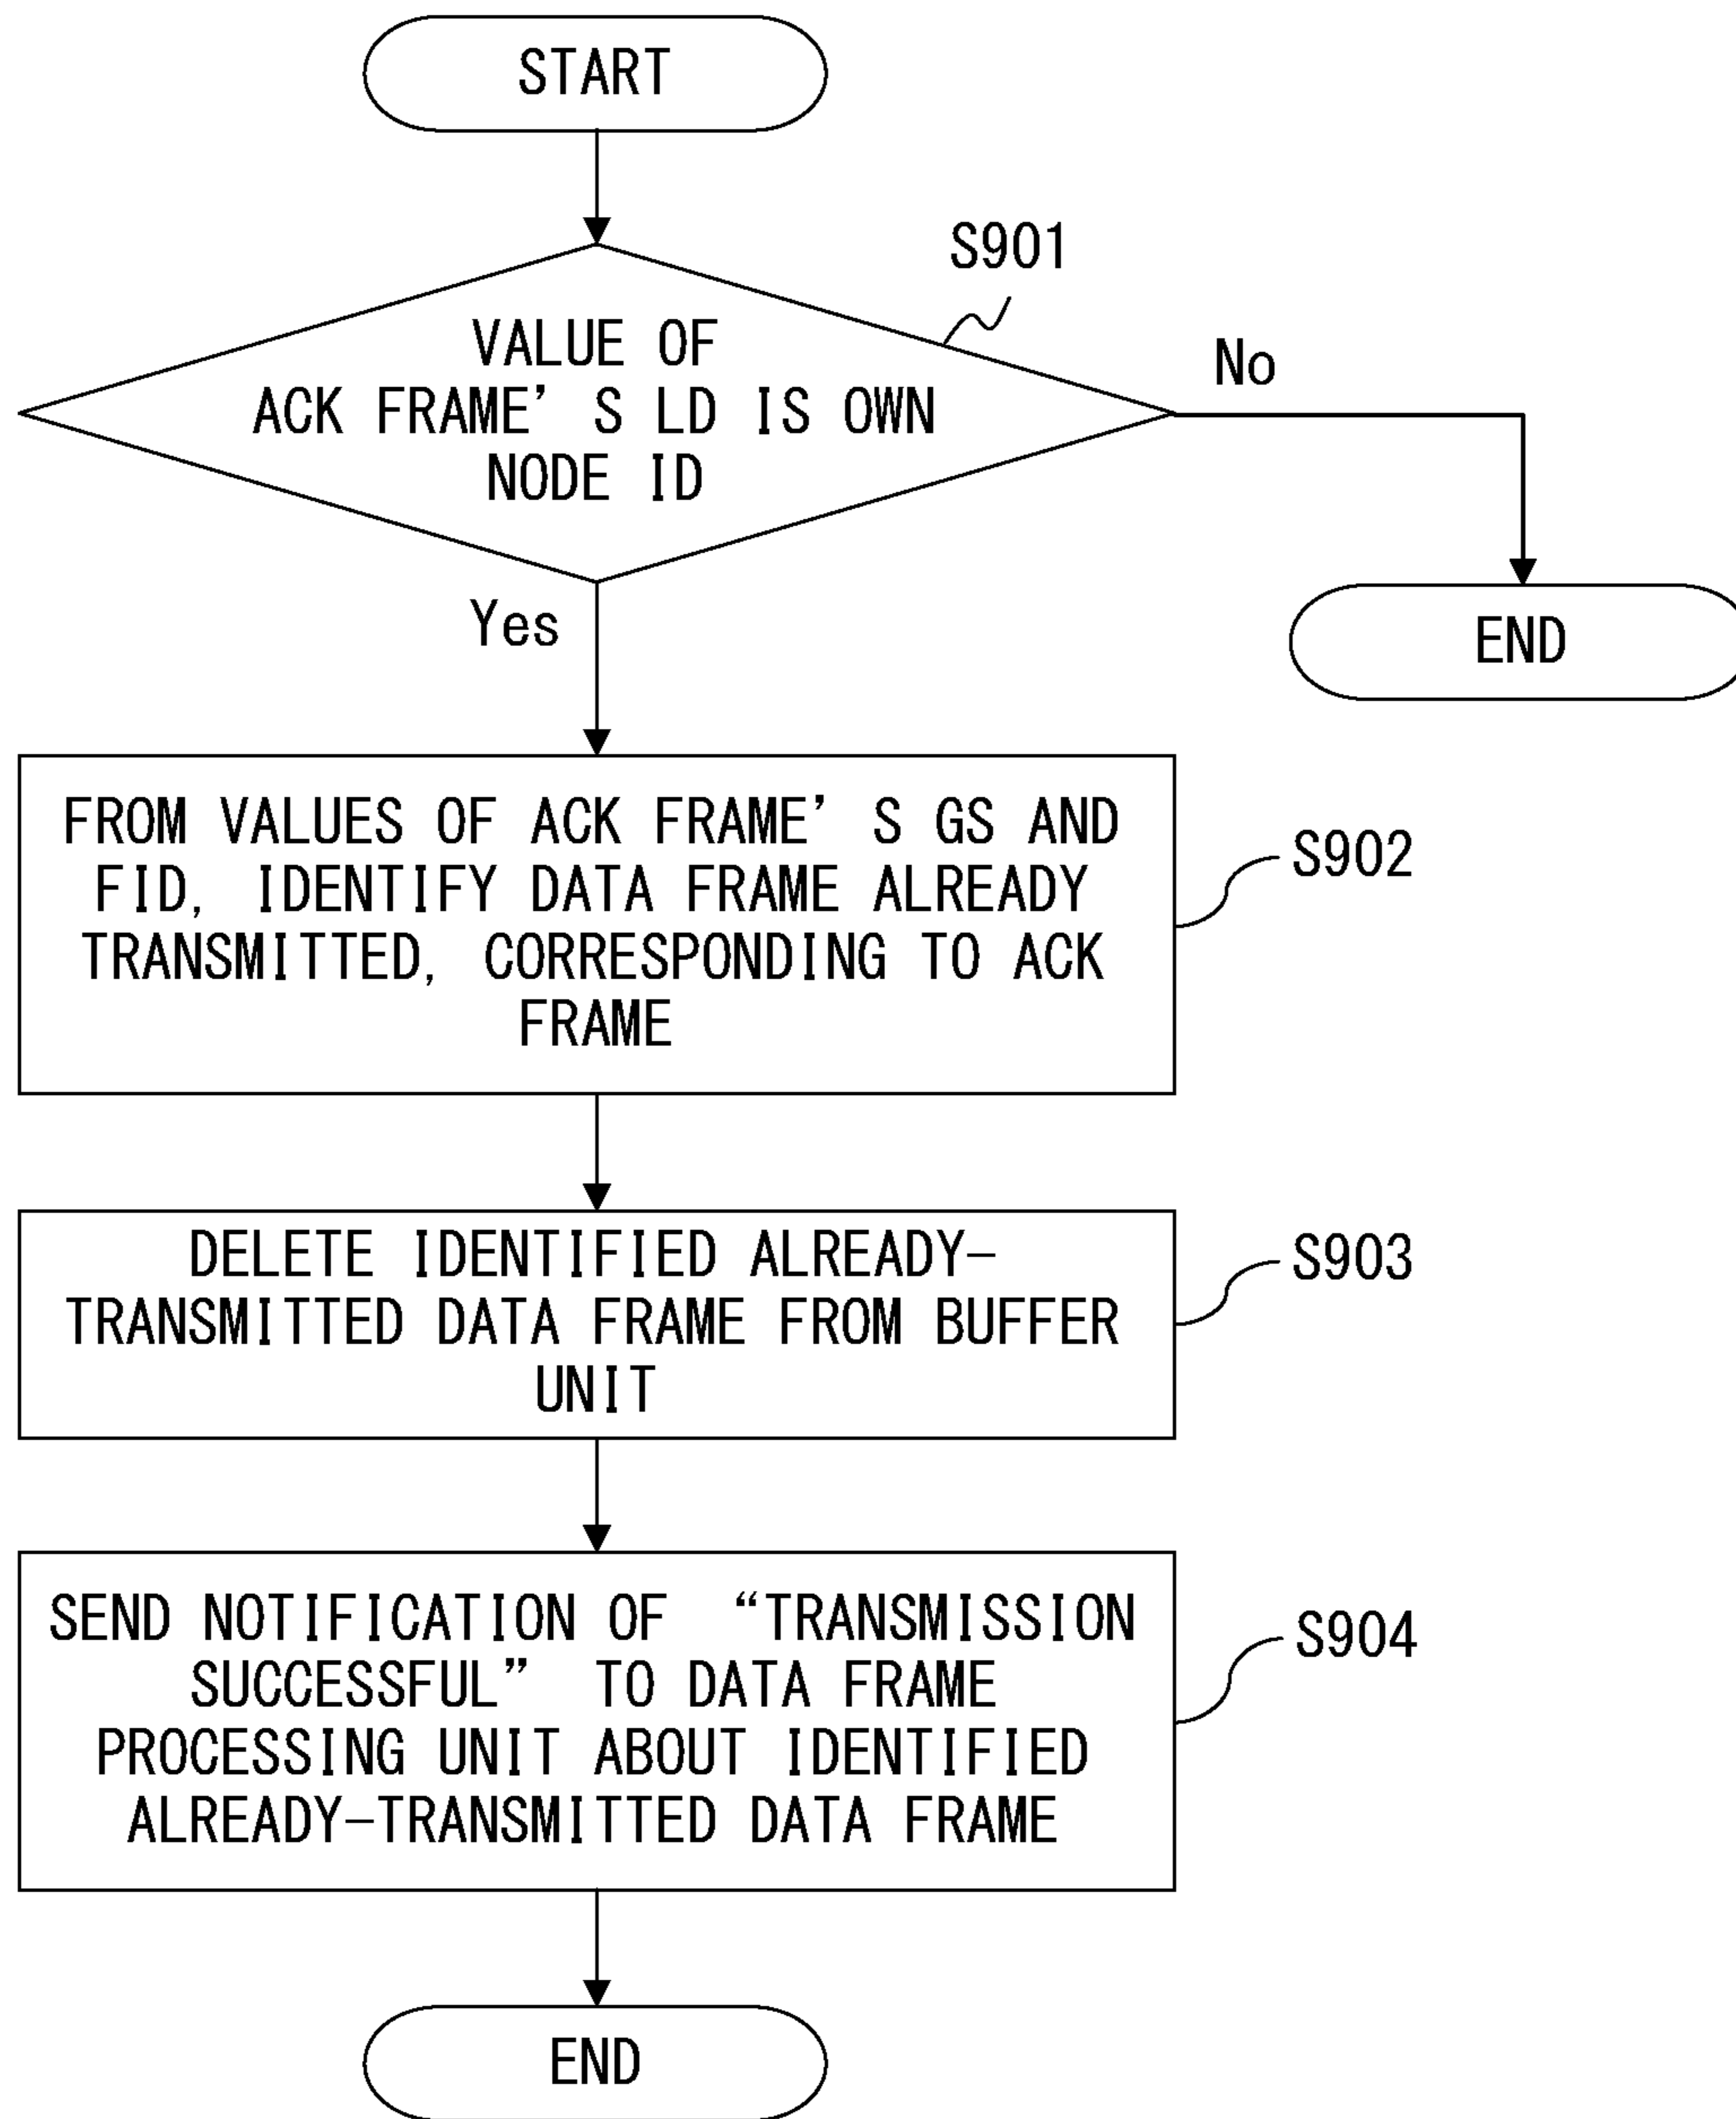 START
S901
VALUE OF
ACK FRAME’S LD IS OWN
NODE ID
No
Yes
END
FROM VALUES OF ACK FRAME’S GS AND
FID, IDENTIFY DATA FRAME ALREADY
TRANSMITTED, CORRESPONDING TO ACK
FRAME
S902
DELETE IDENTIFIED ALREADY-
TRANSMITTED DATA FRAME FROM BUFFER
UNIT
S903
SEND NOTIFICATION OF “TRANSMISSION
SUCCESSFUL” TO DATA FRAME
PROCESSING UNIT ABOUT IDENTIFIED
ALREADY-TRANSMITTED DATA FRAME
S904
END